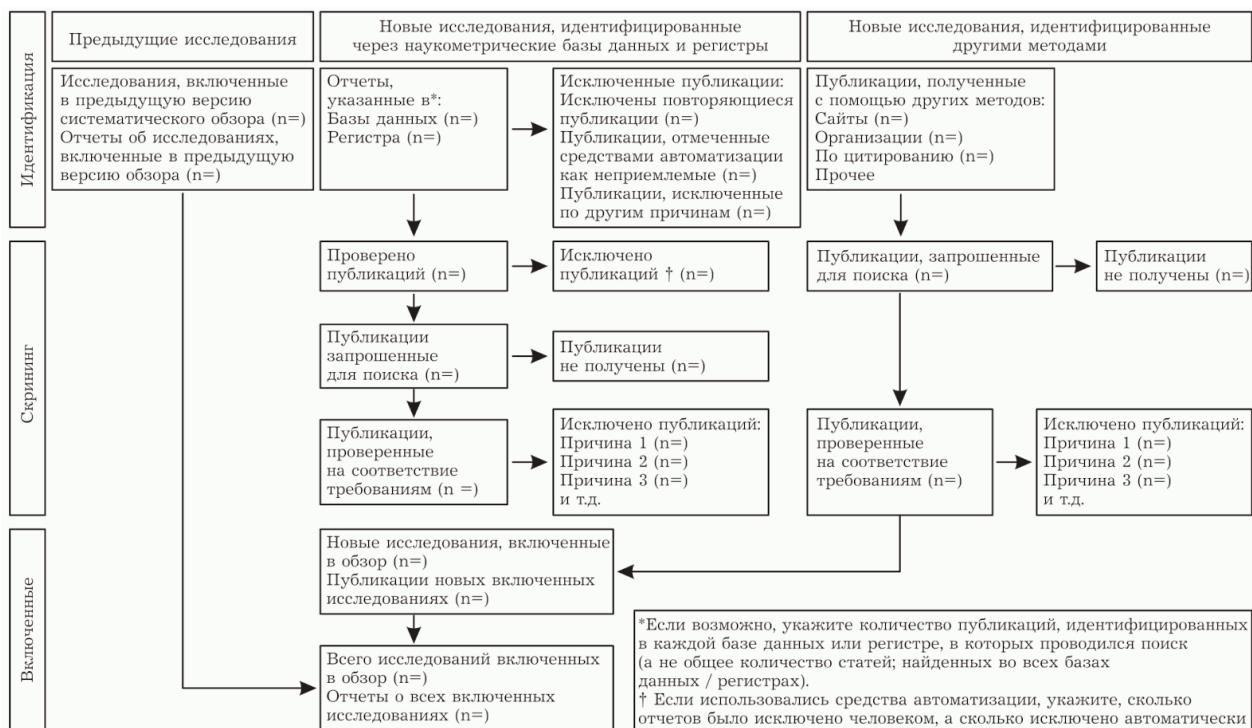 Идентификация
Предыдущие исследования
Новые исследования, идентифицированные
через наукометрические базы данных и регистры
Новые исследования, идентифицированные
другими методами
Исследования, включенные
в предыдущую версию
систематического обзора (n=)
Отчеты об исследованиях,
включенные в предыдущую
версию обзора (n=)
Отчеты,
указанные в*:
Базы данных (n=)
Регистра (n=)
Исключенные публикации:
Исключены повторяющиеся
публикации (n=)
Публикации, отмеченные
средствами автоматизации
как неприемлемые (n=)
Публикации, исключенные
по другим причинам (n=)
Публикации, полученные
с помощью других методов:
Сайты (n=)
Организации (n=)
По цитированию (n=)
Прочее
Скрининг
Проверено
публикаций (n=)
Исключено
публикаций † (n=)
Публикации, запрошенные
для поиска (n=)
Публикации
не получены (n=)
Публикации
запрошенные
для поиска (n=)
Публикации
не получены (n=)
Публикации,
проверенные
на соответствие
требованиям (n =)
Исключено публикаций:
Причина 1 (n=)
Причина 2 (n=)
Причина 3 (n=)
и т.д.
Публикации,
проверенные
на соответствие
требованиям (n=)
Исключено публикаций:
Причина 1 (n=)
Причина 2 (n=)
Причина 3 (n=)
и т.д.
Включенные
Новые исследования, включенные
в обзор (n=)
Публикации новых включенных
исследованиях (n=)
Всего исследований включенных
в обзор (n=)
Отчеты о всех включенных
исследованиях (n=)
*Если возможно, укажите количество публикаций, идентифицированных
в каждой базе данных или регистре, в которых проводился поиск
(а не общее количество статей; найденных во всех базах
данных / регистрах).
† Если использовались средства автоматизации, укажите, сколько
отчетов было исключено человеком, а сколько исключено автоматически